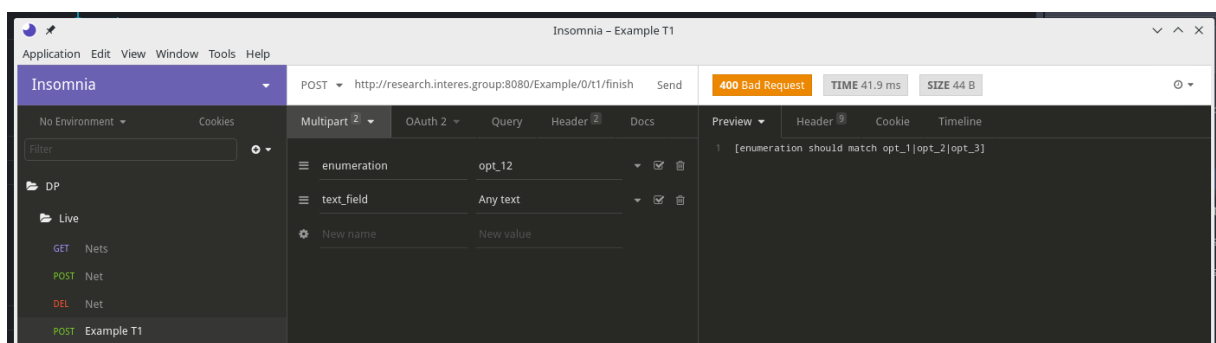 Insomnia – Example T1
Application Edit View Window Tools Help
Insomnia
POST http://research.interes.group:8080/Example/0/t1/finish Send
400 Bad Request TIME 41.9 ms SIZE 44 B
No Environment Cookies
Multipart 2 OAuth 2 Query Header 2 Docs
Preview Header 9 Cookie Timeline
Filter
1 [enumeration should match opt_1|opt_2|opt_3]
enumeration opt_12
DP
text_field Any text
Live
New name New value
GET Nets
POST Net
DEL Net
POST Example T1